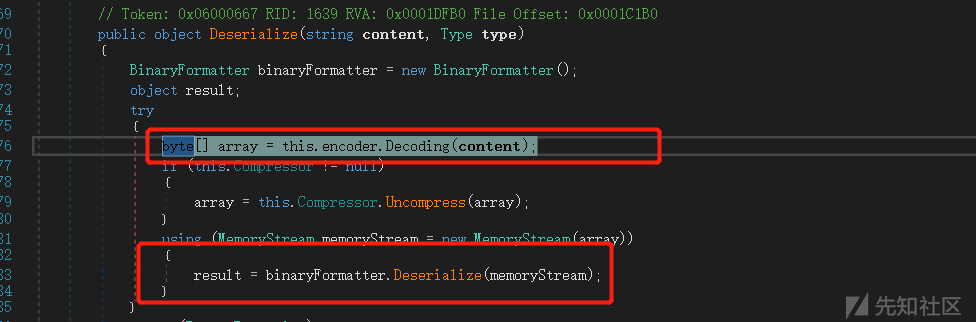 69 // Token: 0x06000667 RID: 1639 RVA: 0x0001DFB0 File Offset: 0x0001C1B0
70 public object Deserialize(string content, Type type)
71 {
72 BinaryFormatter binaryFormatter = new BinaryFormatter();
73 object result;
74 try
75 {
76 byte[] array = this.encoder.Decoding(content);
77 if (this.Compressor != null)
78 {
79 array = this.Compressor.Uncompress(array);
80 }
81 using (MemoryStream memoryStream = new MemoryStream(array))
82 {
83 result = binaryFormatter.Deserialize(memoryStream);
84 }
85 }
先知社区